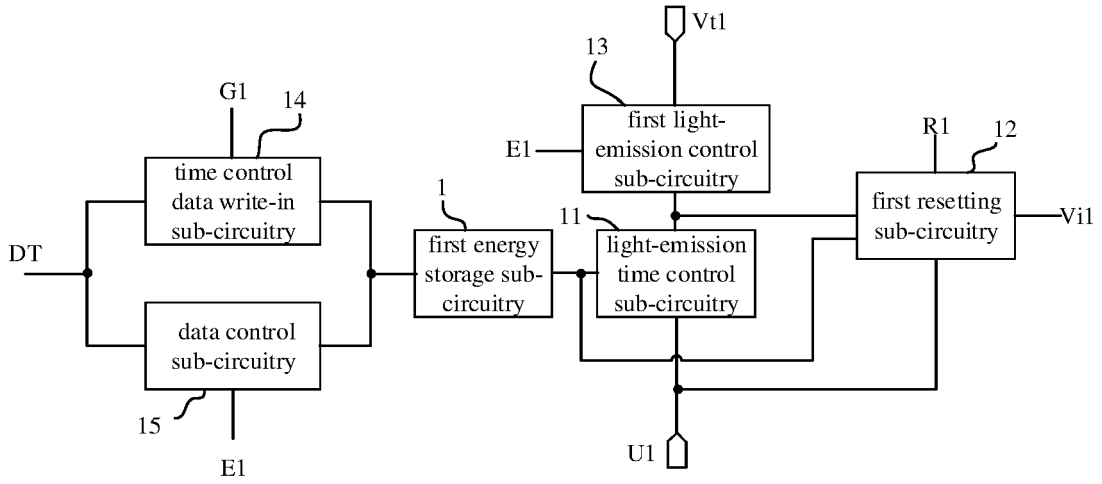 Vt1
13
G1
14
first light-
emission control
sub-circuitry
E1
R1
12
time control
data write-in
sub-circuitry
1
11
first resetting
sub-circuitry
Vi1
DT
first energy
storage sub-
circuitry
light-emission
time control
sub-circuitry
data control
sub-circuitry
15
E1
U1